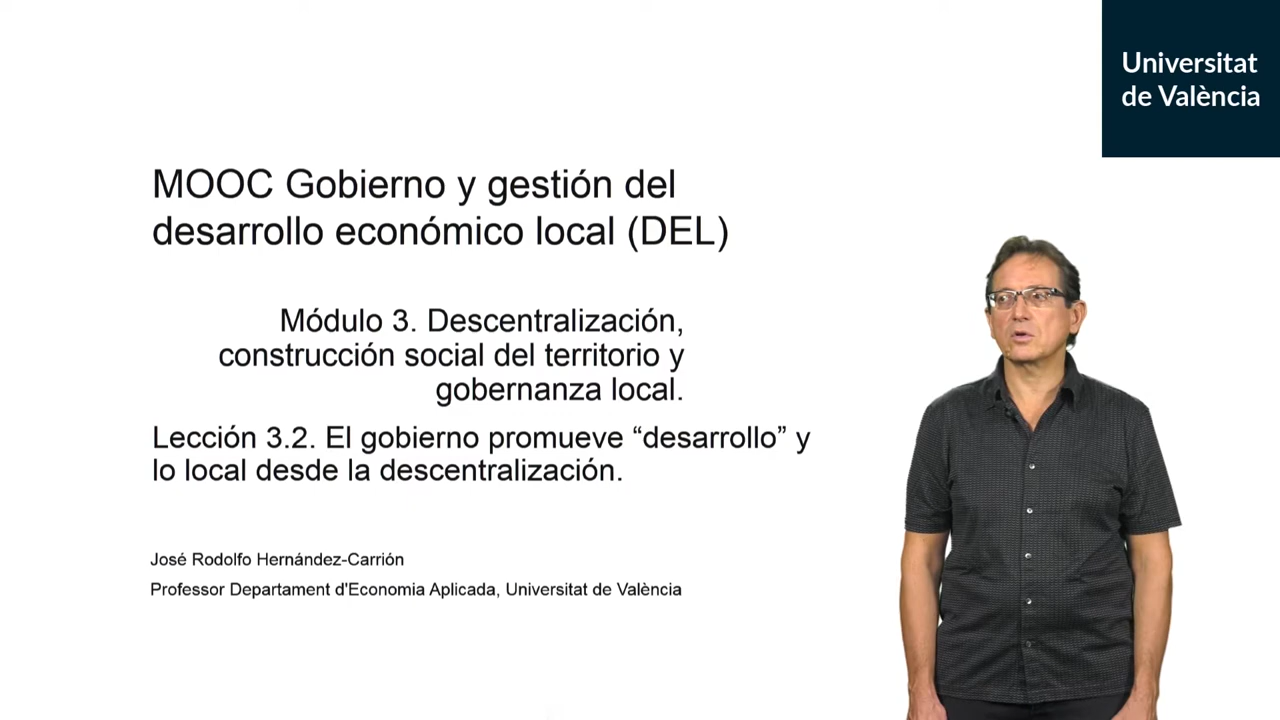 Universitat
de València
MOOC Gobierno y gestión del
desarrollo económico local (DEL)
Módulo 3. Descentralización,
construcción social del territorio y
gobernanza local.
Lección 3.2. El gobierno promueve “desarrollo” y
lo local desde la descentralización.
José Rodolfo Hernández-Carrión
Professor Departament d'Economia Aplicada, Universitat de València